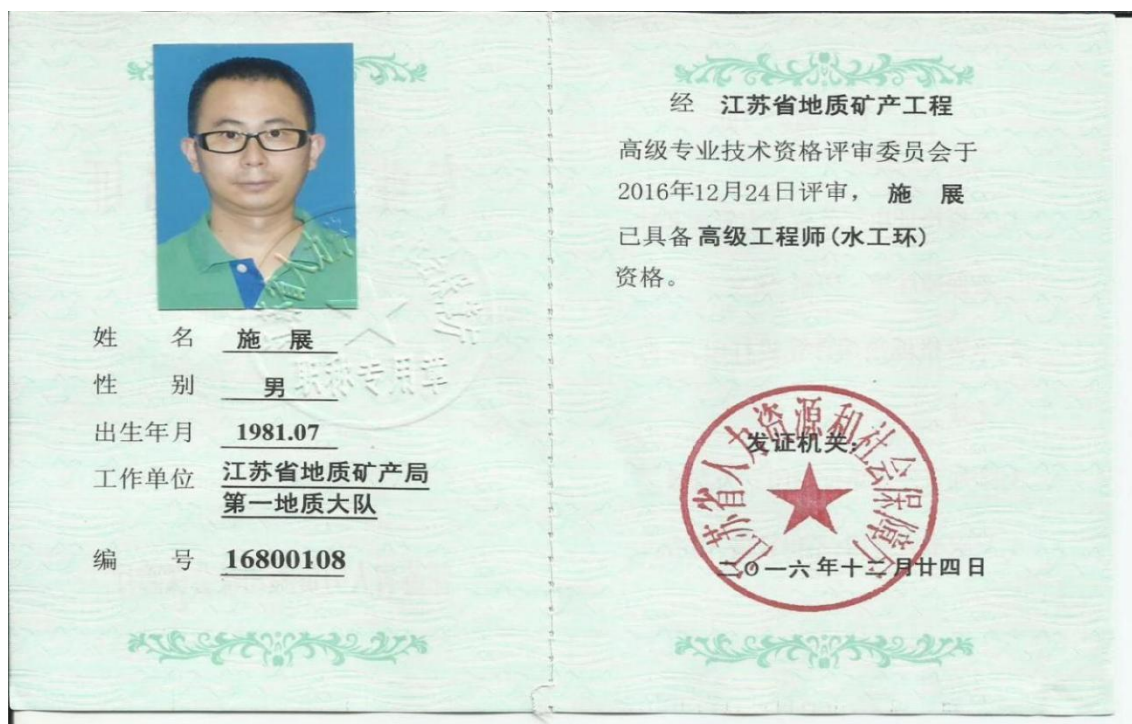 姓 名 施 展
性 别 男
出生年月 1981.07
工作单位 江苏省地质矿产局
第一地质大队
编 号 16800108
职称专用章
经 江苏省地质矿产工程
高级专业技术资格评审委员会于
2016年12月24日评审， 施 展
已具备 高级工程师(水工环)
资格。
江苏省人力资源和社会保障厅
发证机关：
二〇一六年十二月廿四日